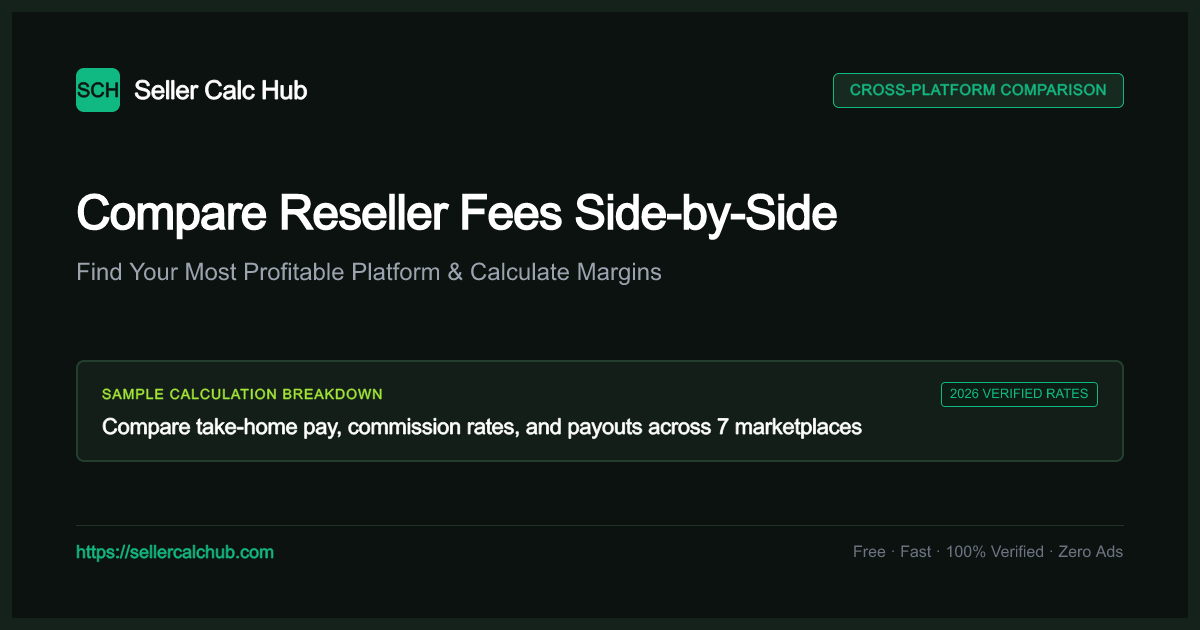 SCH
Seller Calc Hub
CROSS-PLATFORM COMPARISON
Compare Reseller Fees Side-by-Side
Find Your Most Profitable Platform & Calculate Margins
SAMPLE CALCULATION BREAKDOWN
2026 VERIFIED RATES
Compare take-home pay, commission rates, and payouts across 7 marketplaces
https://sellercalchub.com
Free · Fast · 100% Verified · Zero Ads